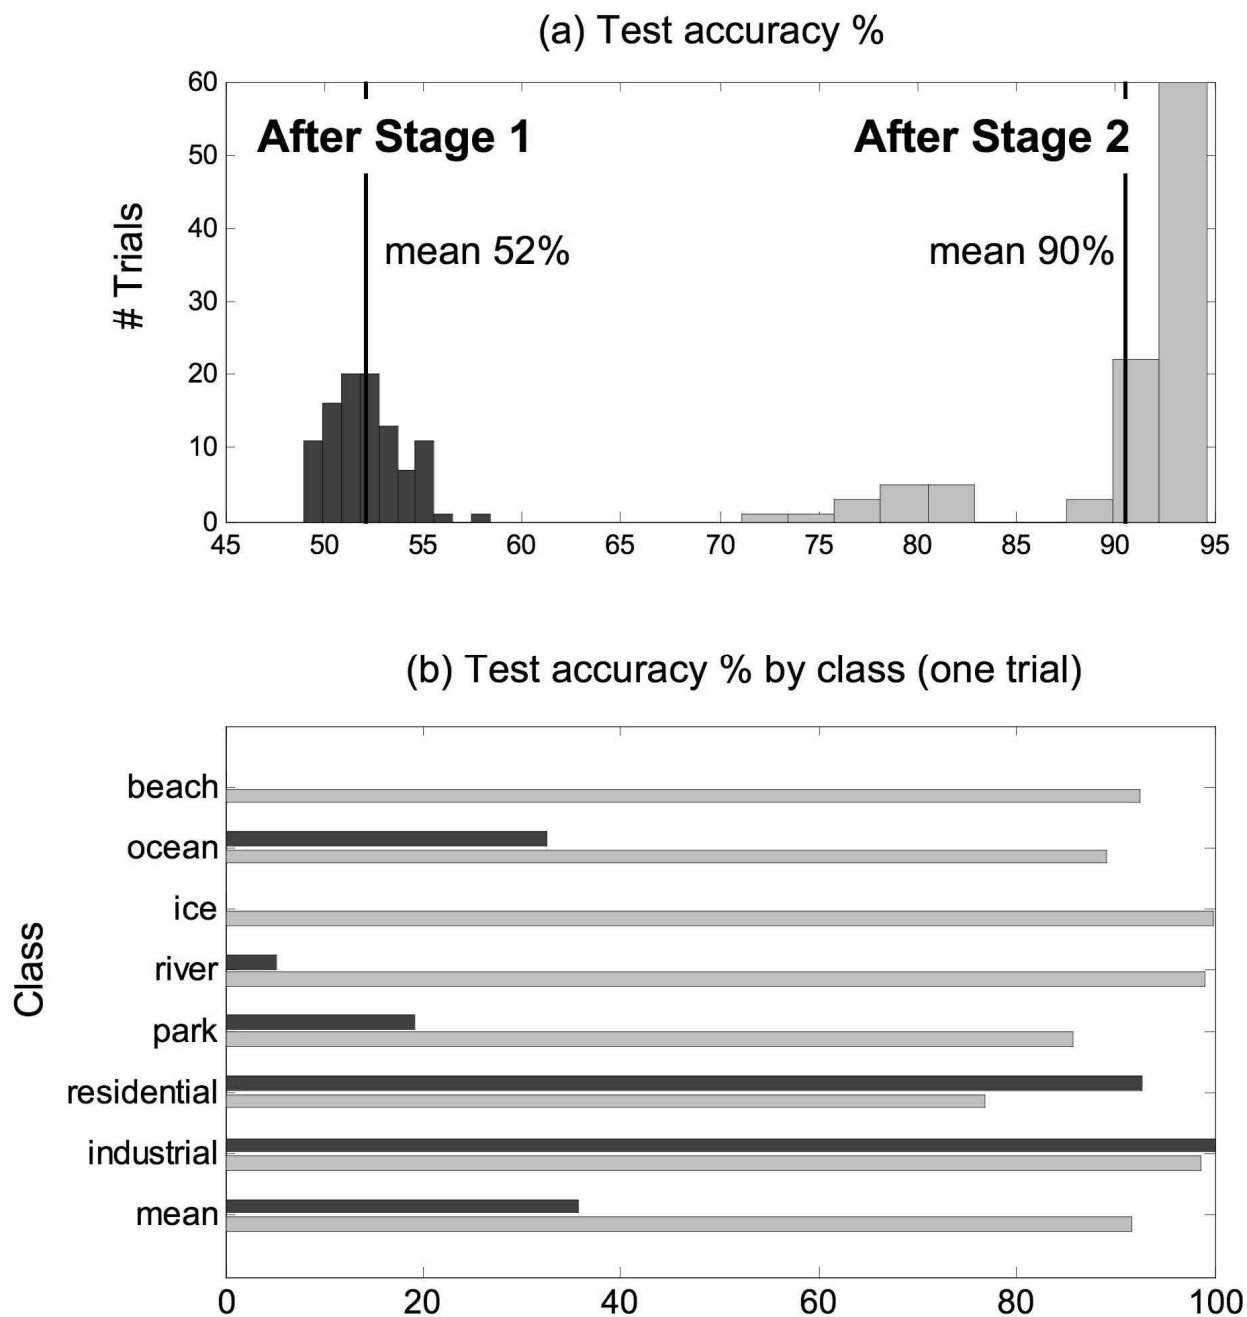 (a) Test accuracy %
60
After Stage 1
After Stage 2
50
40
mean 52%
mean 90%
# Trials
30
20
10
0
45 50 55 60 65 70 75 80 85 90 95
(b) Test accuracy % by class (one trial)
beach
ocean
ice
Class
river
park
residential
industrial
mean
0 20 40 60 80 100